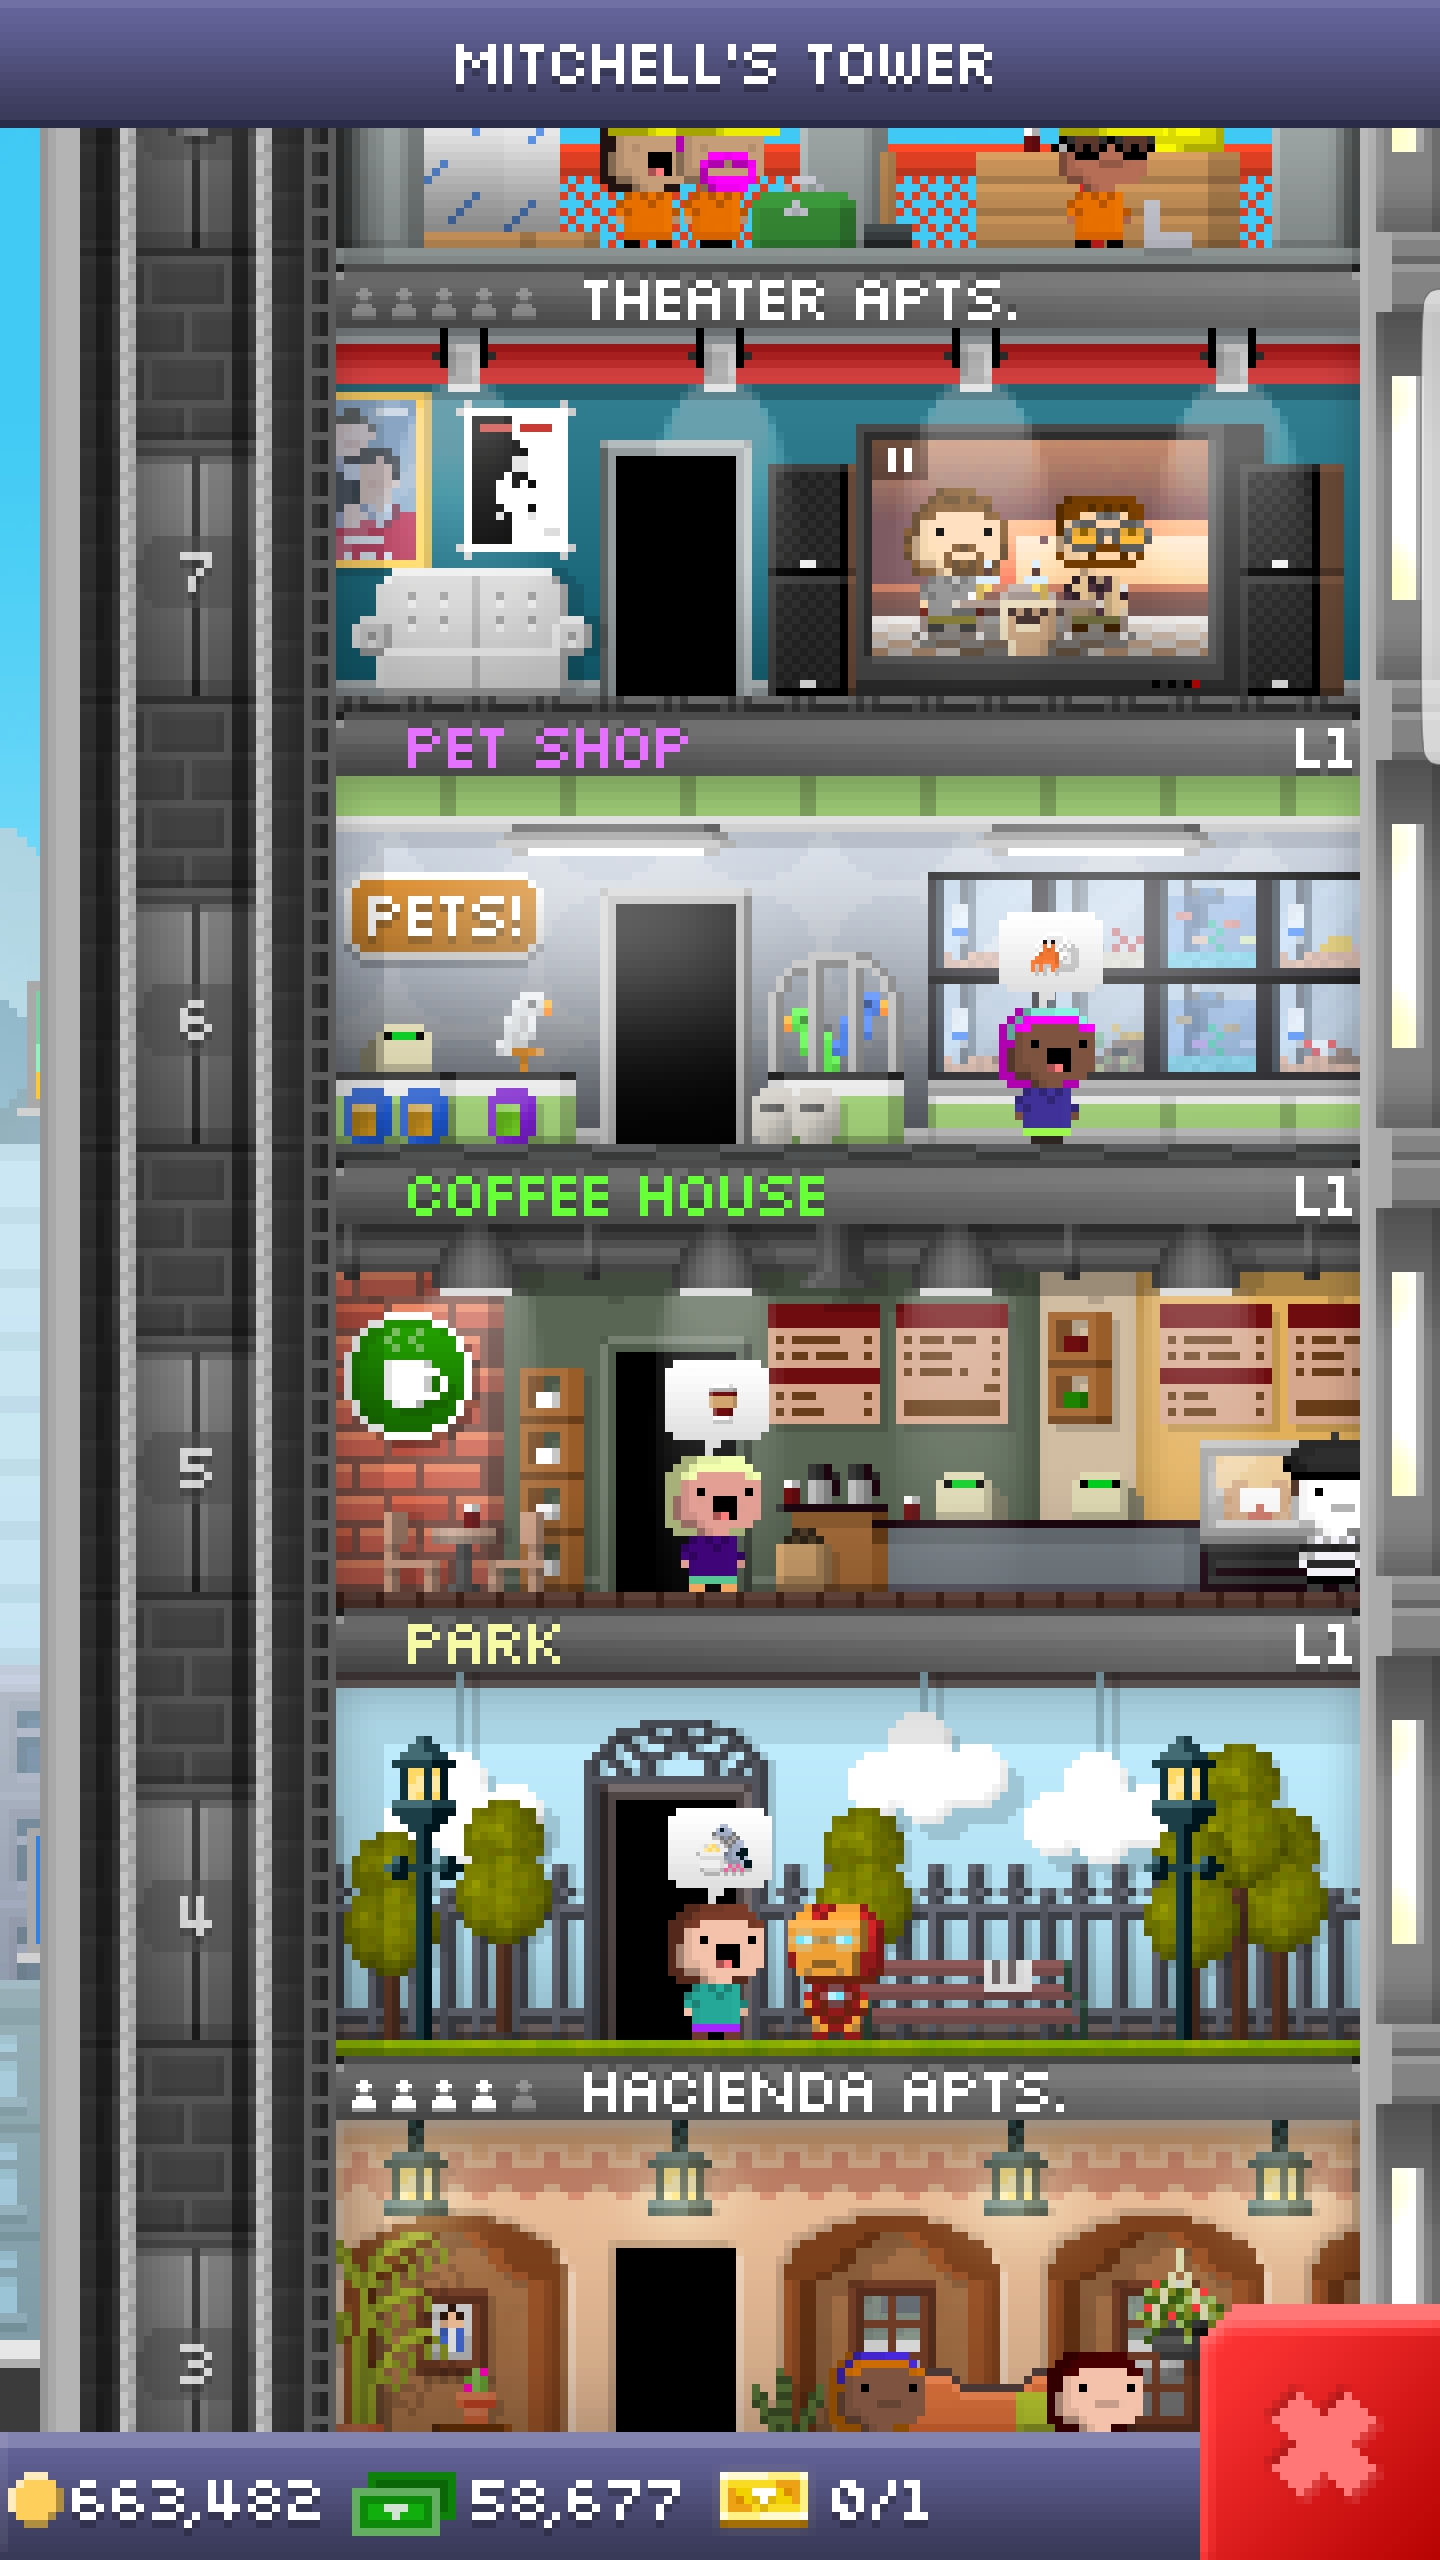 MITCHELL'S TOWER
THEATER APTS.
7
PET SHOP L1
PETS!
6
COFFEE HOUSE L1
5
PARK L1
4
HACIENDA APTS.
3
663,482 58,677 0/1